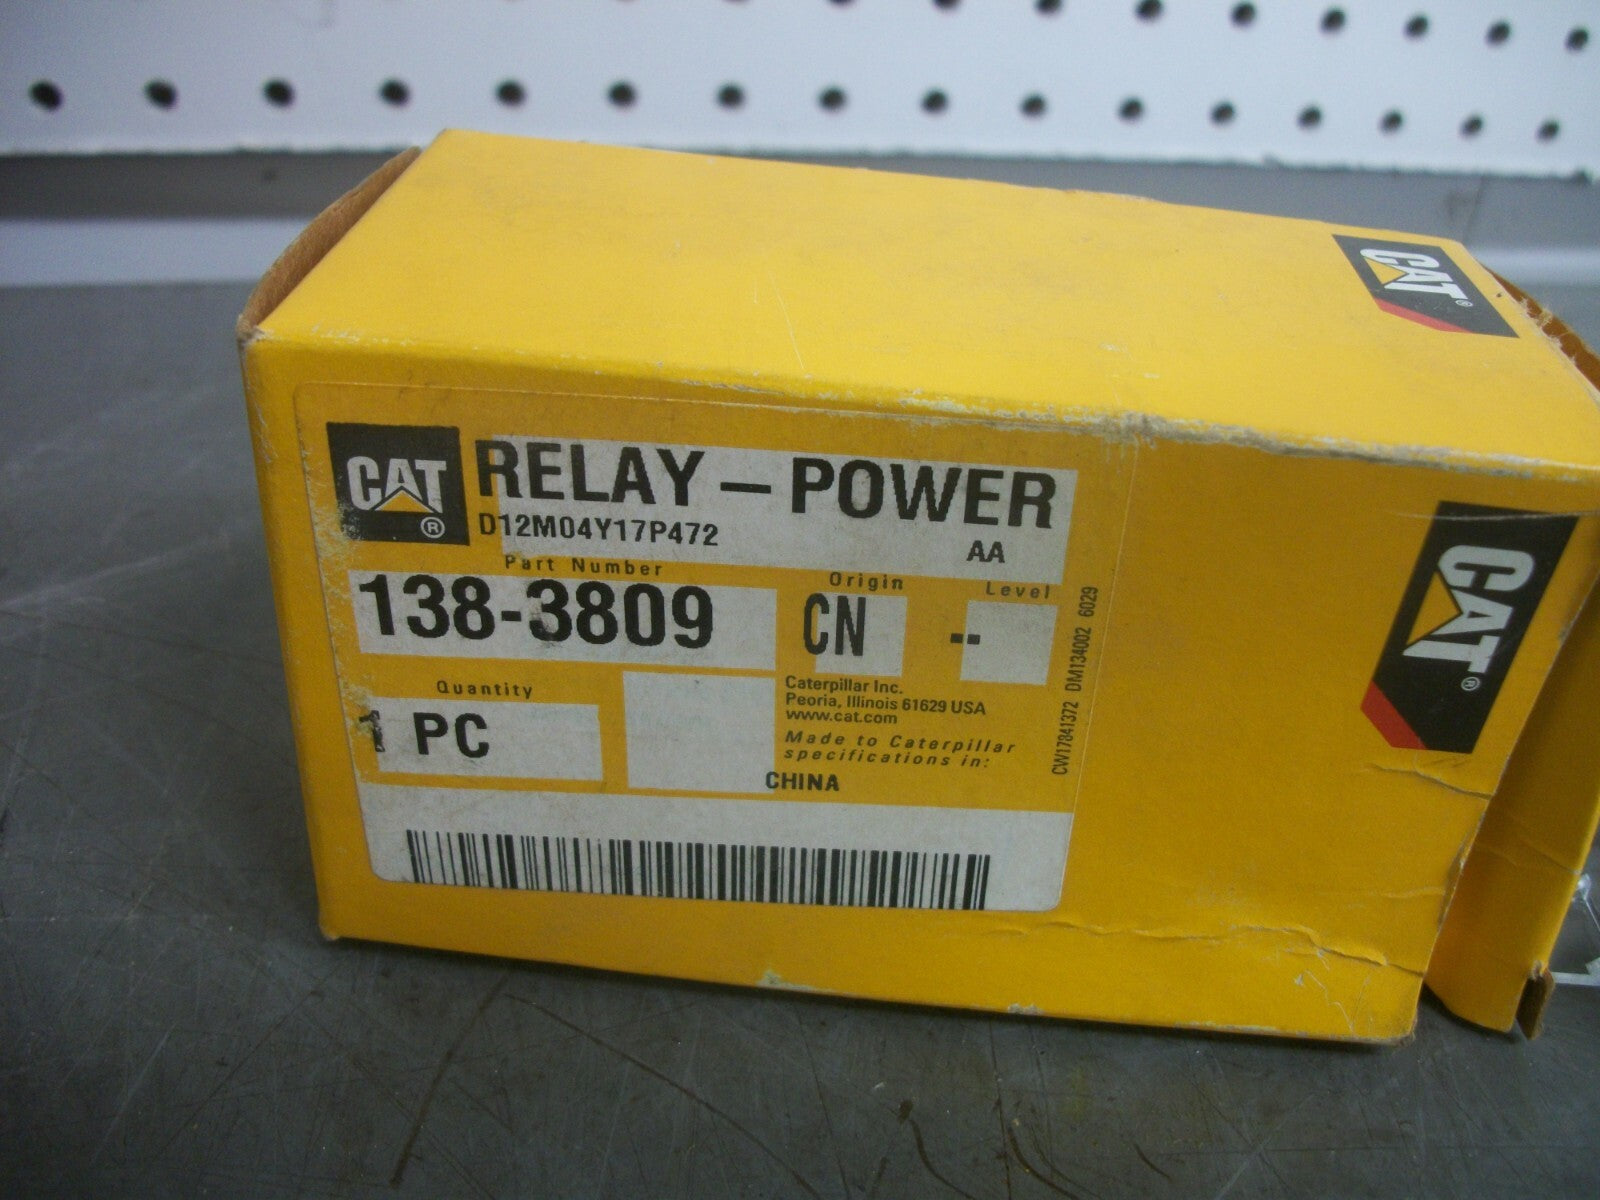 CAT ®
CAT ®
RELAY – POWER
D12M04Y17P472 AA
Part Number Origin Level
138-3809 CN --
Quantity
1 PC
Caterpillar Inc.
Peoria, Illinois 61629 USA
www.cat.com
Made to Caterpillar
specifications in:
CHINA
CW17841372 DM134002 6029
CAT ®